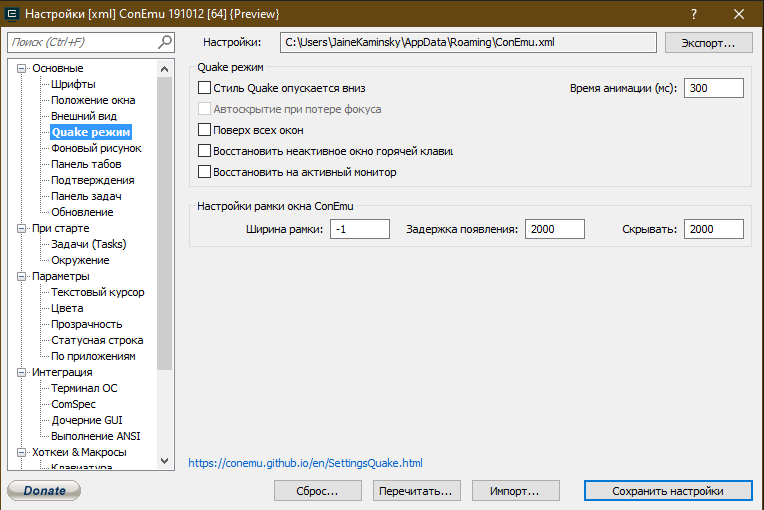 Настройки [xml] ConEmu 191012 [64] {Preview}
Поиск (Ctrl+F)
Настройки:
C:\Users\JaineKaminsky\AppData\Roaming\ConEmu.xml
Экспорт...
Основные
Шрифты
Положение окна
Внешний вид
Quake режим
Фоновый рисунок
Панель табов
Подтверждения
Панель задач
Обновление
При старте
Задачи (Tasks)
Окружение
Параметры
Текстовый курсор
Цвета
Прозрачность
Статусная строка
По приложениям
Интеграция
Терминал ОС
ComSpec
Дочерние GUI
Выполнение ANSI
Хоткеи & Макросы
Клавиатура
Quake режим
Стиль Quake опускается вниз
Время анимации (мс):
300
Автоскрытие при потере фокуса
Поверх всех окон
Восстановить неактивное окно горячей клавиш
Восстановить на активный монитор
Настройки рамки окна ConEmu
Ширина рамки:
-1
Задержка появления:
2000
Скрывать:
2000
https://conemu.github.io/en/SettingsQuake.html
Donate
Сброс...
Перечитать...
Импорт...
Сохранить настройки